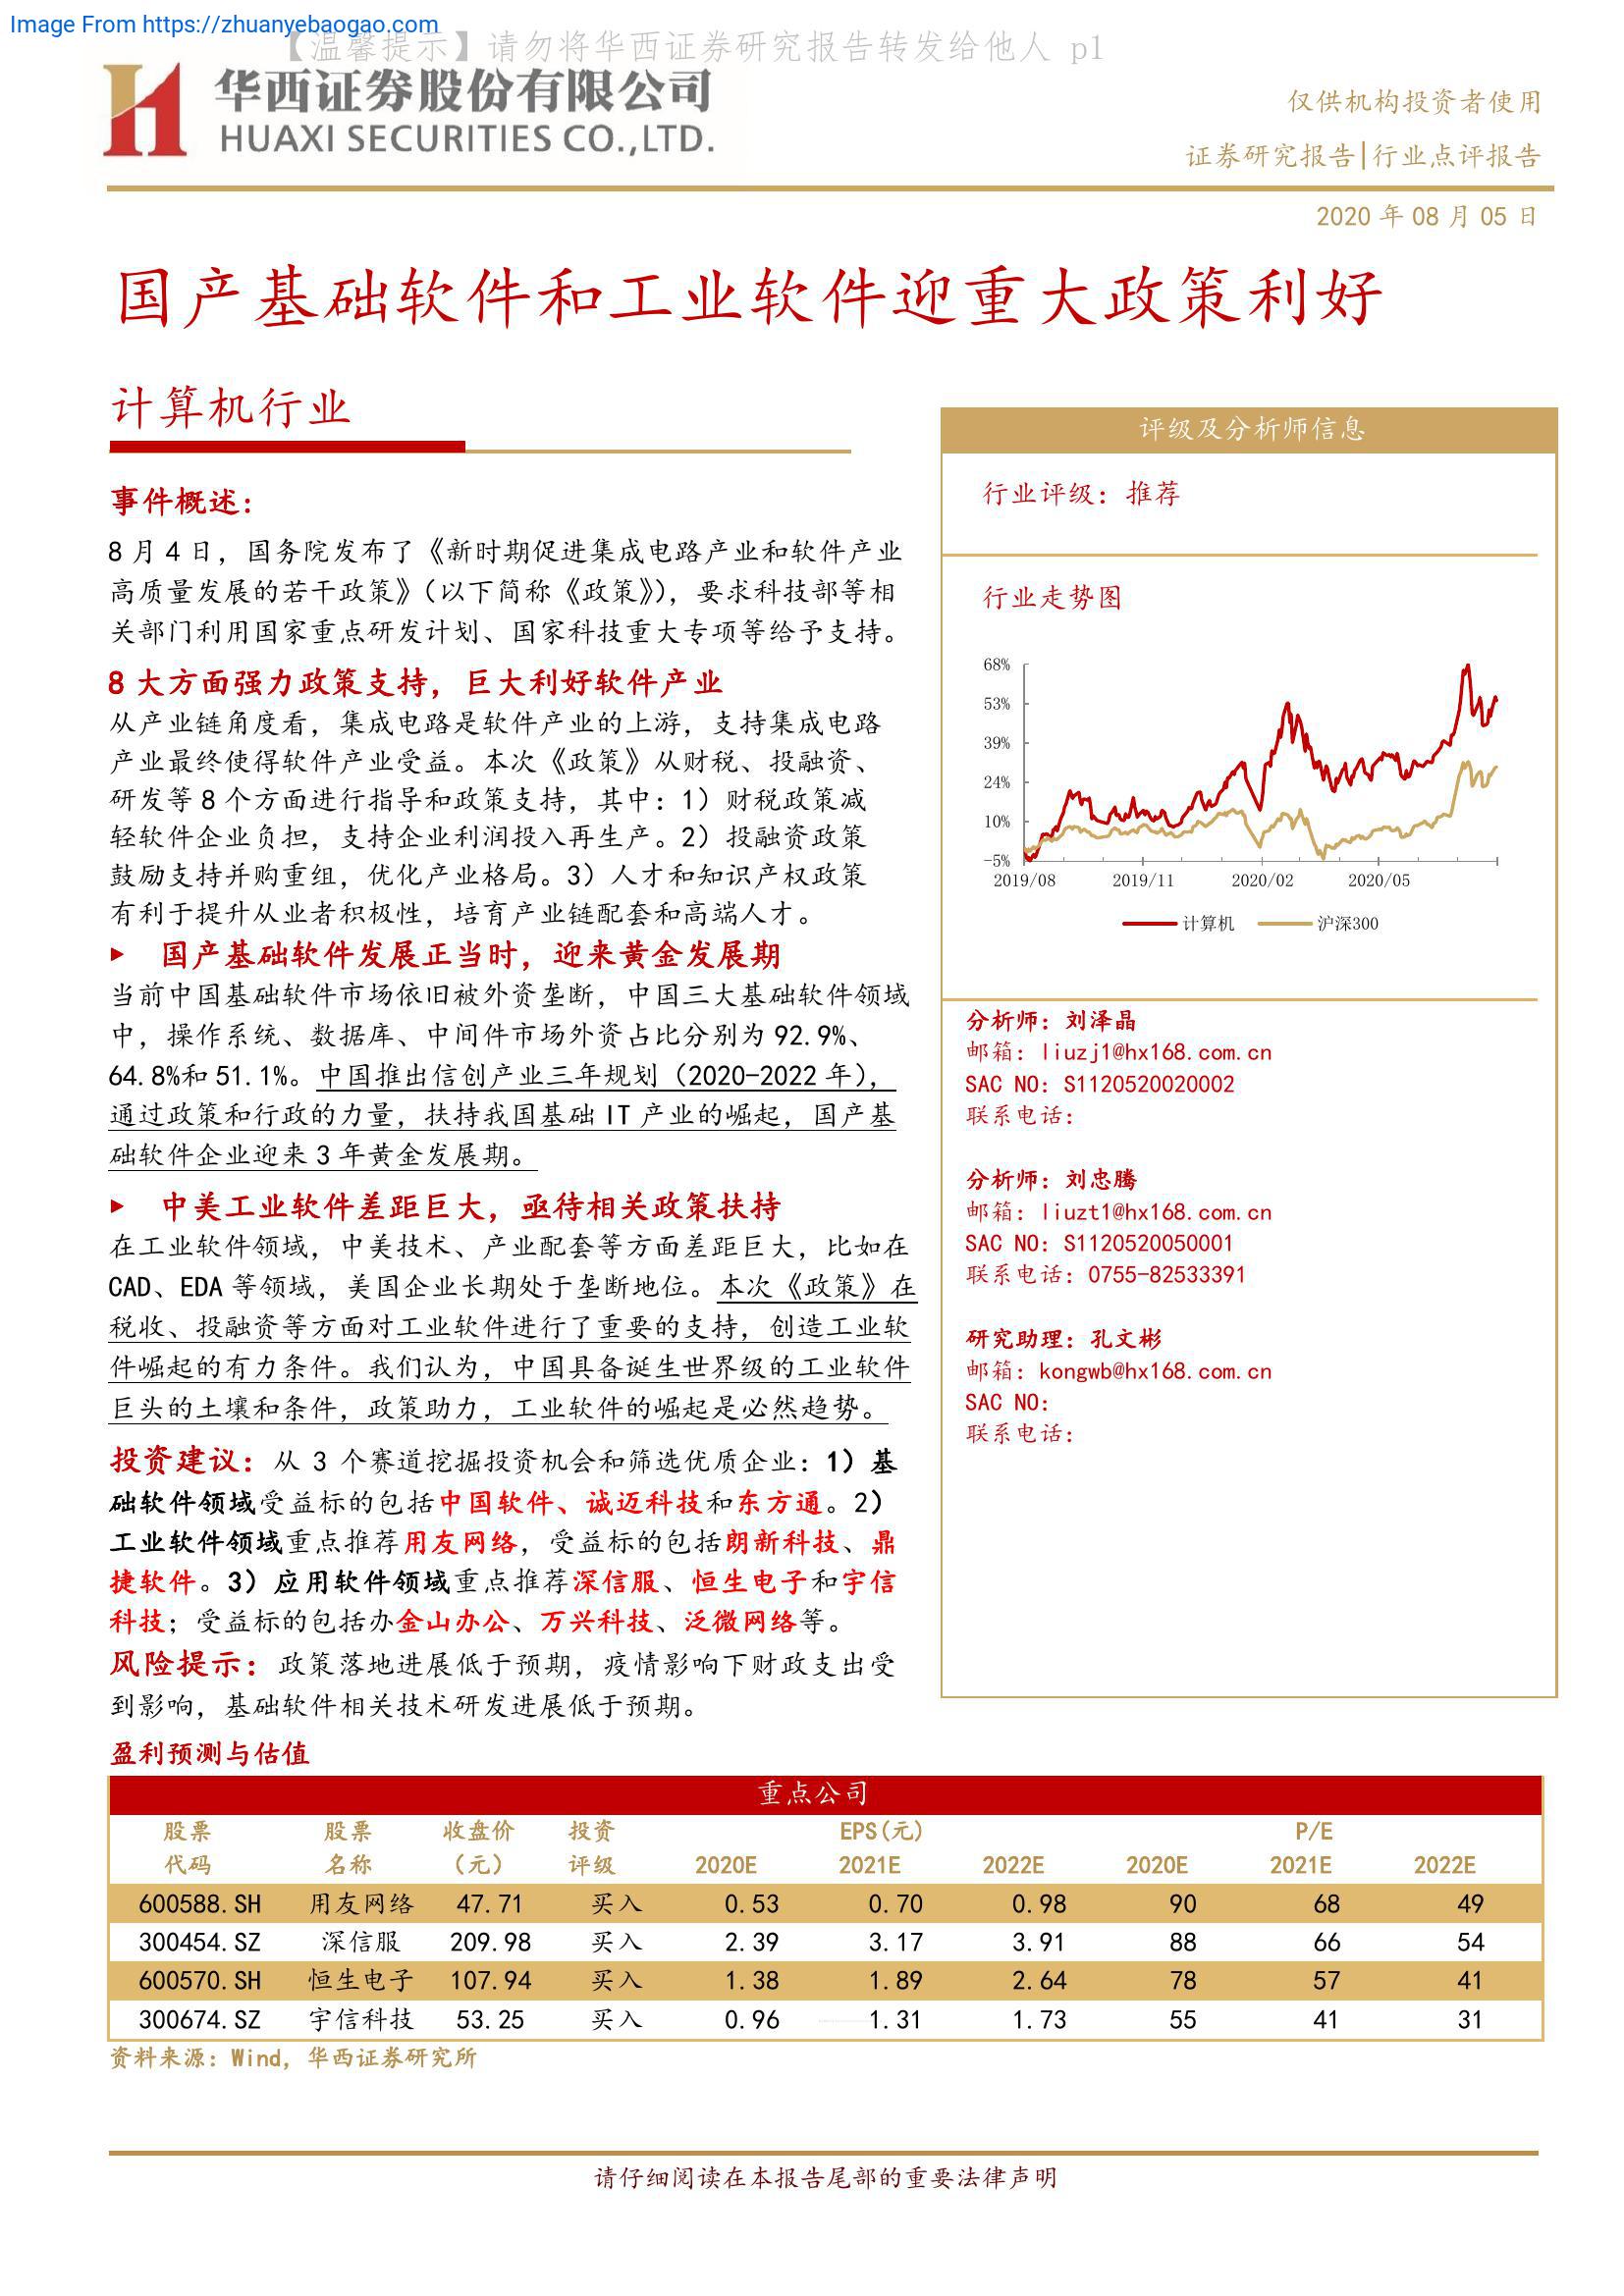 Image From https://zhuanyebaogao.com
【温馨提示】请勿将华西证券研究报告转发给他人 p1
华西证券股份有限公司
HUAXI SECURITIES CO.,LTD.
仅供机构投资者使用
证券研究报告|行业点评报告
2020 年 08 月 05 日
国产基础软件和工业软件迎重大政策利好
计算机行业
事件概述：
8 月 4 日，国务院发布了《新时期促进集成电路产业和软件产业
高质量发展的若干政策》（以下简称《政策》），要求科技部等相
关部门利用国家重点研发计划、国家科技重大专项等给予支持。
8 大方面强力政策支持，巨大利好软件产业
从产业链角度看，集成电路是软件产业的上游，支持集成电路
产业最终使得软件产业受益。本次《政策》从财税、投融资、
研发等 8 个方面进行指导和政策支持，其中：1）财税政策减
轻软件企业负担，支持企业利润投入再生产。2）投融资政策
鼓励支持并购重组，优化产业格局。3）人才和知识产权政策
有利于提升从业者积极性，培育产业链配套和高端人才。
▶ 国产基础软件发展正当时，迎来黄金发展期
当前中国基础软件市场依旧被外资垄断，中国三大基础软件领域
中，操作系统、数据库、中间件市场外资占比分别为 92.9%、
64.8%和 51.1%。中国推出信创产业三年规划（2020-2022 年），
通过政策和行政的力量，扶持我国基础 IT 产业的崛起，国产基
础软件企业迎来 3 年黄金发展期。
▶ 中美工业软件差距巨大，亟待相关政策扶持
在工业软件领域，中美技术、产业配套等方面差距巨大，比如在
CAD、EDA 等领域，美国企业长期处于垄断地位。本次《政策》在
税收、投融资等方面对工业软件进行了重要的支持，创造工业软
件崛起的有力条件。我们认为，中国具备诞生世界级的工业软件
巨头的土壤和条件，政策助力，工业软件的崛起是必然趋势。
投资建议：从 3 个赛道挖掘投资机会和筛选优质企业：1）基
础软件领域受益标的包括中国软件、诚迈科技和东方通。2）
工业软件领域重点推荐用友网络，受益标的包括朗新科技、鼎
捷软件。3）应用软件领域重点推荐深信服、恒生电子和宇信
科技；受益标的包括办金山办公、万兴科技、泛微网络等。
风险提示：政策落地进展低于预期，疫情影响下财政支出受
到影响，基础软件相关技术研发进展低于预期。
评级及分析师信息
行业评级：推荐
行业走势图
68%
53%
39%
24%
10%
-5%
2019/08 2019/11 2020/02 2020/05
计算机 沪深300
分析师：刘泽晶
邮箱：liuzj1@hx168.com.cn
SAC NO：S1120520020002
联系电话：
分析师：刘忠腾
邮箱：liuzt1@hx168.com.cn
SAC NO：S1120520050001
联系电话：0755-82533391
研究助理：孔文彬
邮箱：kongwb@hx168.com.cn
SAC NO：
联系电话：
盈利预测与估值
重点公司
股票 股票 收盘价 投资 EPS(元) P/E
代码 名称 （元） 评级 2020E 2021E 2022E 2020E 2021E 2022E
600588.SH 用友网络 47.71 买入 0.53 0.70 0.98 90 68 49
300454.SZ 深信服 209.98 买入 2.39 3.17 3.91 88 66 54
600570.SH 恒生电子 107.94 买入 1.38 1.89 2.64 78 57 41
300674.SZ 宇信科技 53.25 买入 0.96 1.31 1.73 55 41 31
资料来源：Wind，华西证券研究所
请仔细阅读在本报告尾部的重要法律声明